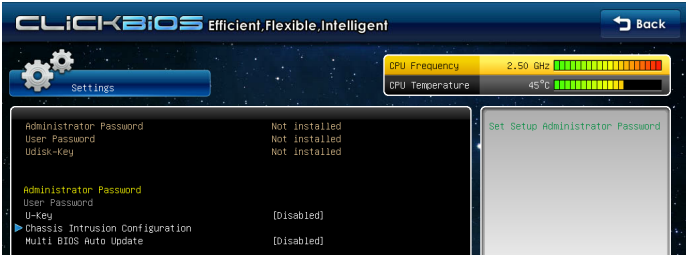 CLiCKBIOS Efficient,Flexible,Intelligent
Back
CPU Frequency 2.50 GHz
CPU Temperature 45°C
Settings
Administrator Password Not installed
User Password Not installed
Udisk-Key Not installed
Administrator Password
User Password
U-Key [Disabled]
Chassis Intrusion Configuration
Multi BIOS Auto Update [Disabled]
Set Setup Administrator Password